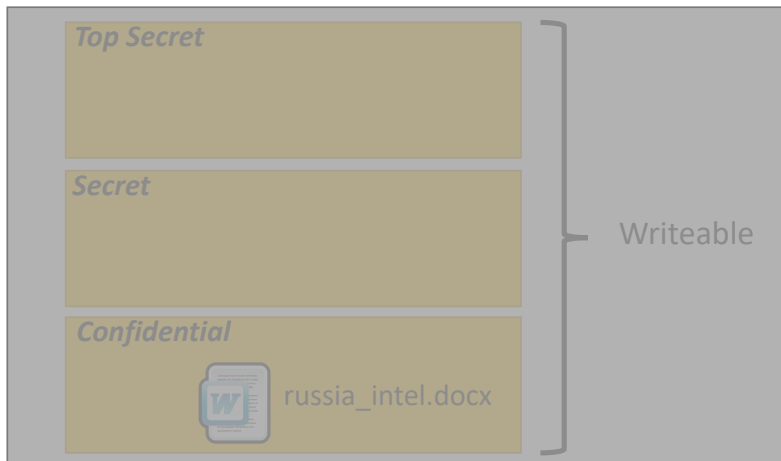 Top Secret
Secret
Writeable
Confidential
W
russia_intel.docx